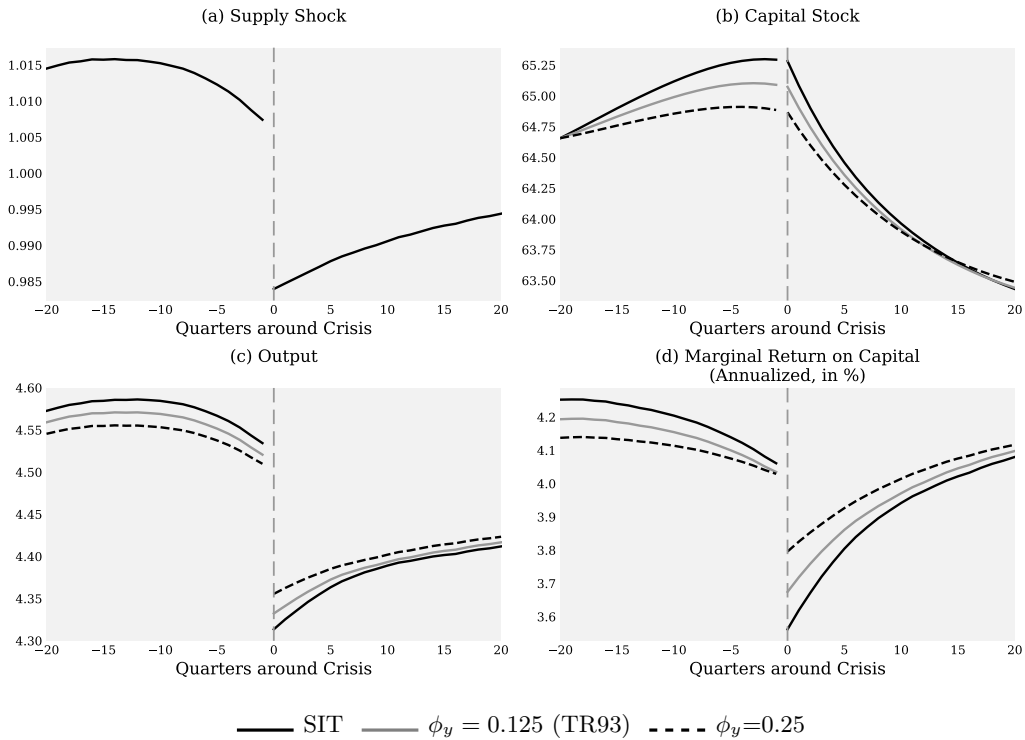 (a) Supply Shock
1.015
1.010
1.005
1.000
0.995
0.990
0.985
−20 −15 −10 −5 0 5 10 15 20
Quarters around Crisis
(b) Capital Stock
65.25
65.00
64.75
64.50
64.25
64.00
63.75
63.50
−20 −15 −10 −5 0 5 10 15 20
Quarters around Crisis
(c) Output
4.60
4.55
4.50
4.45
4.40
4.35
4.30
−20 −15 −10 −5 0 5 10 15 20
Quarters around Crisis
(d) Marginal Return on Capital
(Annualized, in %)
4.2
4.1
4.0
3.9
3.8
3.7
3.6
−20 −15 −10 −5 0 5 10 15 20
Quarters around Crisis
SIT ϕ_y = 0.125 (TR93) ϕ_y=0.25